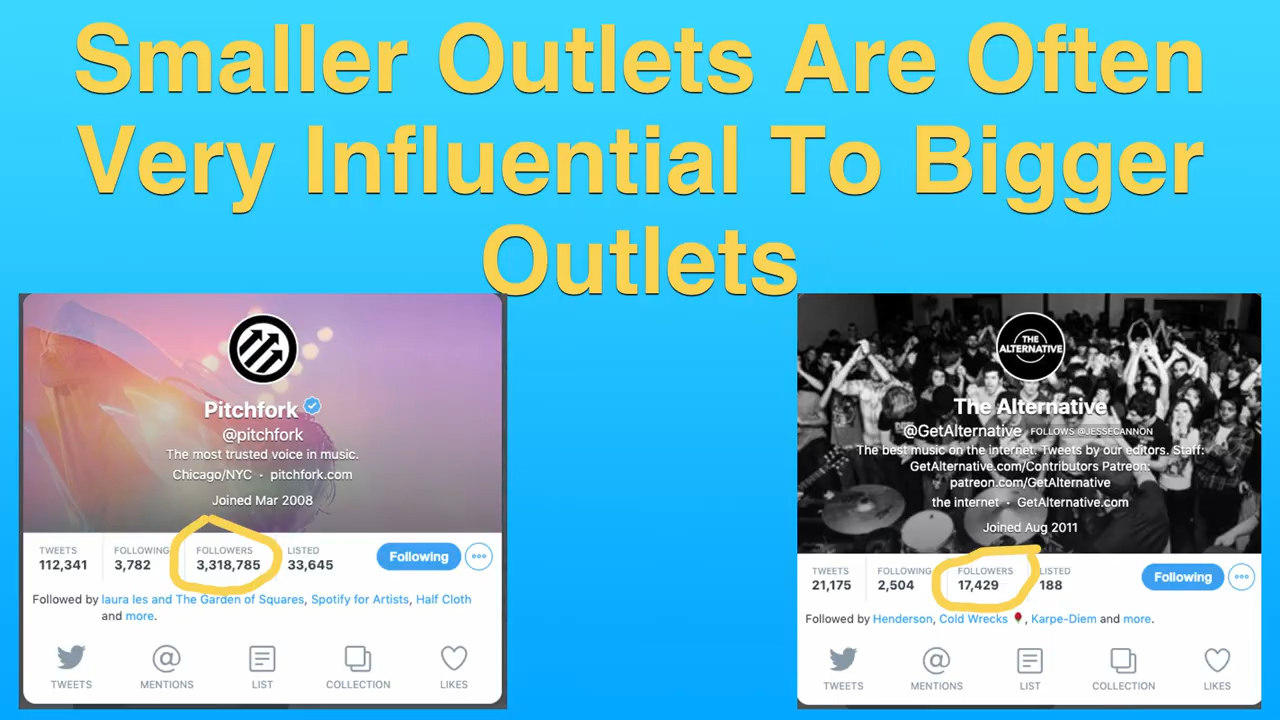 Smaller Outlets Are Often
Very Influential To Bigger
Outlets
Pitchfork
@pitchfork
The most trusted voice in music.
Chicago/NYC · pitchfork.com
Joined Mar 2008
TWEETS FOLLOWING FOLLOWERS LISTED
112,341 3,782 3,318,785 33,645
Following
Followed by laura les and The Garden of Squares, Spotify for Artists, Half Cloth
and more.
TWEETS MENTIONS LIST COLLECTION LIKES
THE
ALTERNATIVE
The Alternative
@GetAlternative FOLLOWS @JESSECANNON
The best music on the internet. Tweets by our editors. Staff:
GetAlternative.com/Contributors Patreon:
patreon.com/GetAlternative
the internet · GetAlternative.com
Joined Aug 2011
TWEETS FOLLOWING FOLLOWERS LISTED
21,175 2,504 17,429 188
Following
Followed by Henderson, Cold Wrecks 🌹, Karpe-Diem and more.
TWEETS MENTIONS LIST COLLECTION LIKES